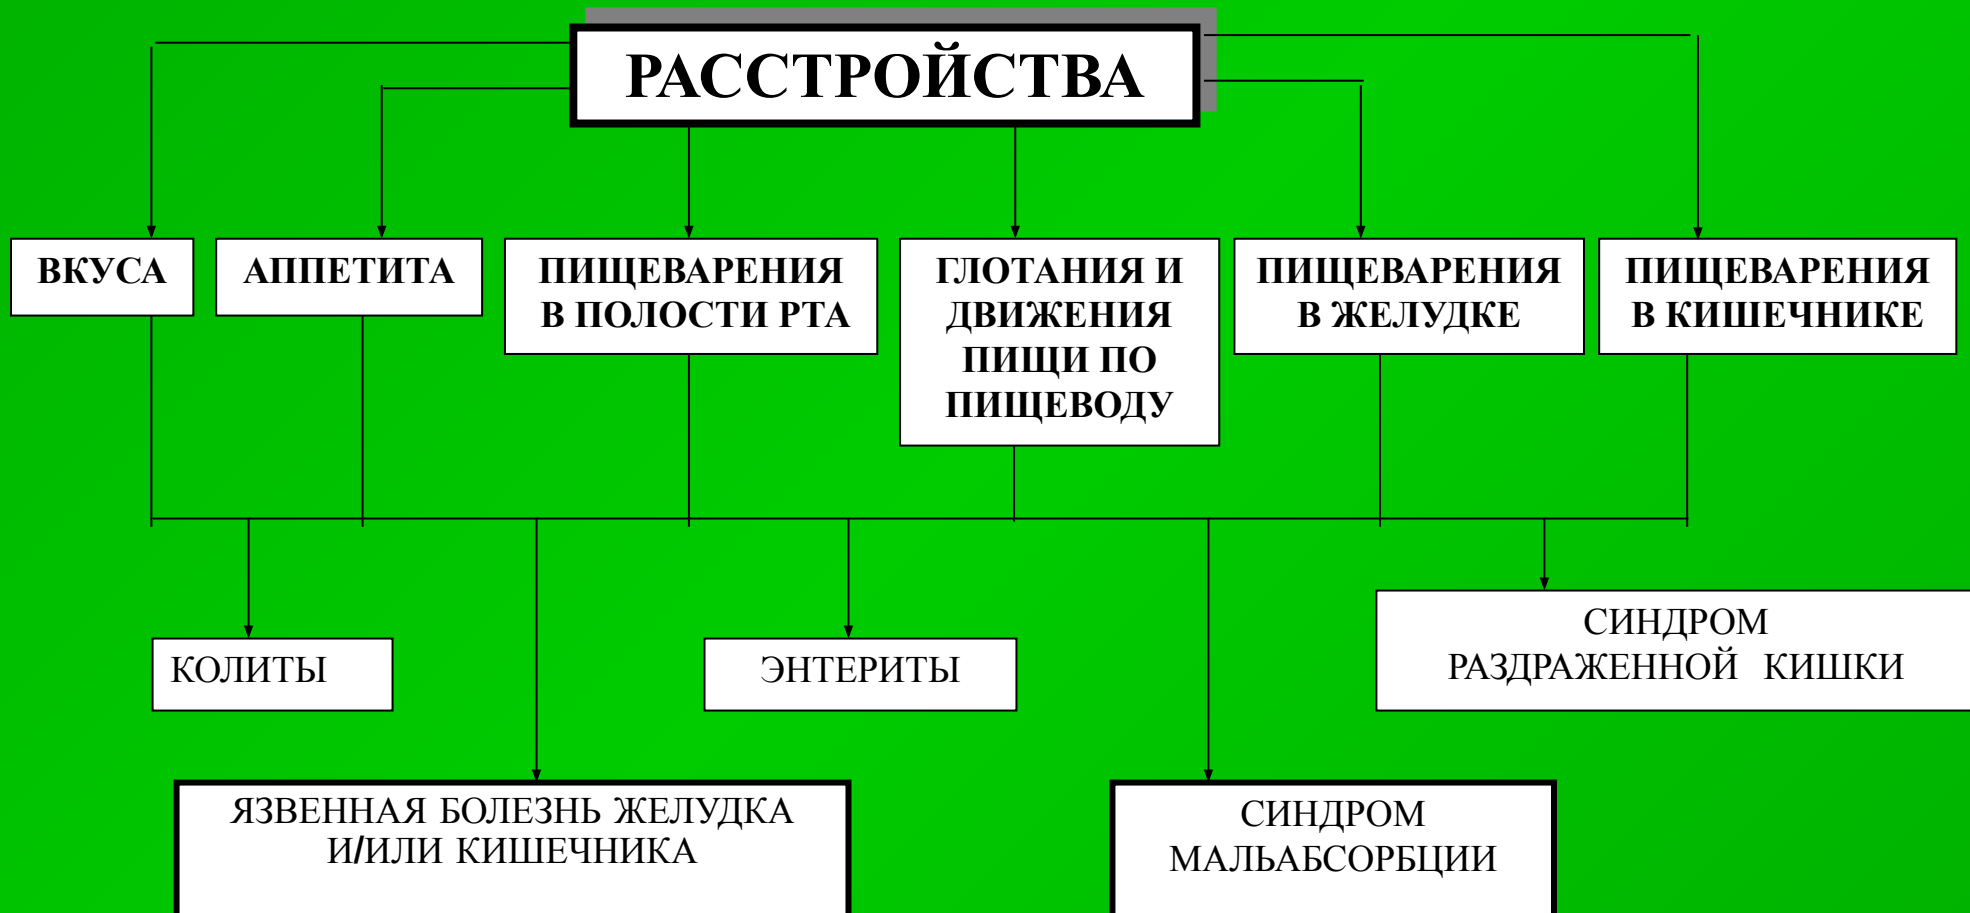 РАССТРОЙСТВА
ВКУСА
АППЕТИТА
ПИЩЕВАРЕНИЯ
В ПОЛОСТИ РТА
ГЛОТАНИЯ И
ДВИЖЕНИЯ
ПИЩИ ПО
ПИЩЕВОДУ
ПИЩЕВАРЕНИЯ
В ЖЕЛУДКЕ
ПИЩЕВАРЕНИЯ
В КИШЕЧНИКЕ
КОЛИТЫ
ЭНТЕРИТЫ
СИНДРОМ
РАЗДРАЖЕННОЙ КИШКИ
ЯЗВЕННАЯ БОЛЕЗНЬ ЖЕЛУДКА
И/ИЛИ КИШЕЧНИКА
СИНДРОМ
МАЛЬАБСОРБЦИИ